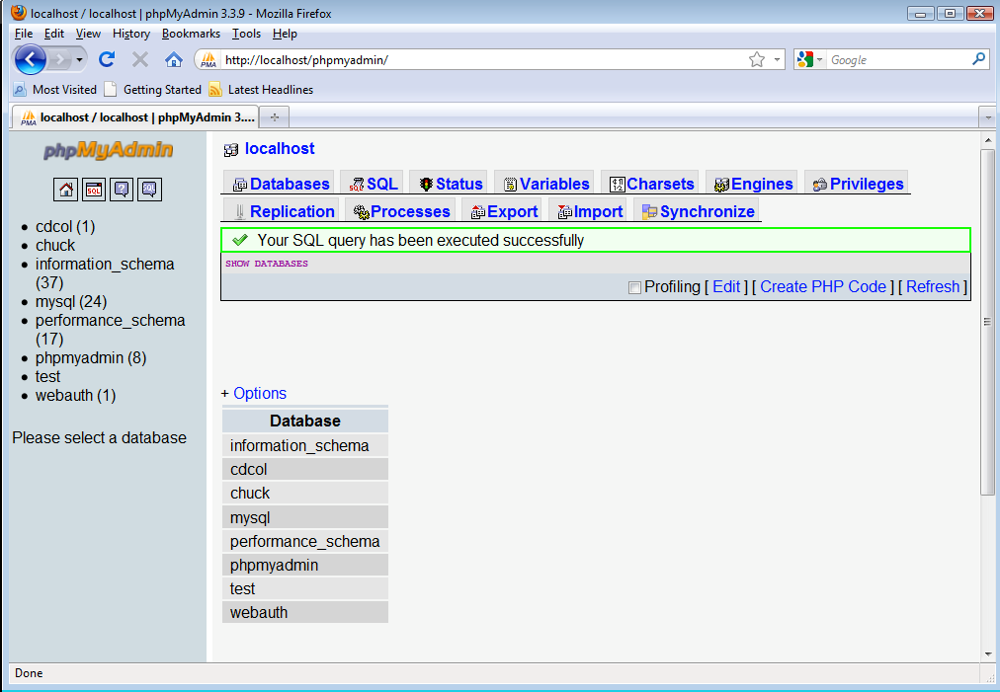 localhost / localhost | phpMyAdmin 3.3.9 - Mozilla Firefox
File Edit View History Bookmarks Tools Help
PMA http://localhost/phpmyadmin/ Google
Most Visited Getting Started Latest Headlines
PMA localhost / localhost | phpMyAdmin 3....
phpMyAdmin
SQL ? SQL
cdcol (1)
chuck
information_schema
(37)
mysql (24)
performance_schema
(17)
phpmyadmin (8)
test
webauth (1)
Please select a database
localhost
Databases SQL Status Variables Charsets Engines Privileges
Replication Processes Export Import Synchronize
Your SQL query has been executed successfully
SHOW DATABASES
Profiling [ Edit ] [ Create PHP Code ] [ Refresh ]
+ Options
Database
information_schema
cdcol
chuck
mysql
performance_schema
phpmyadmin
test
webauth
Done